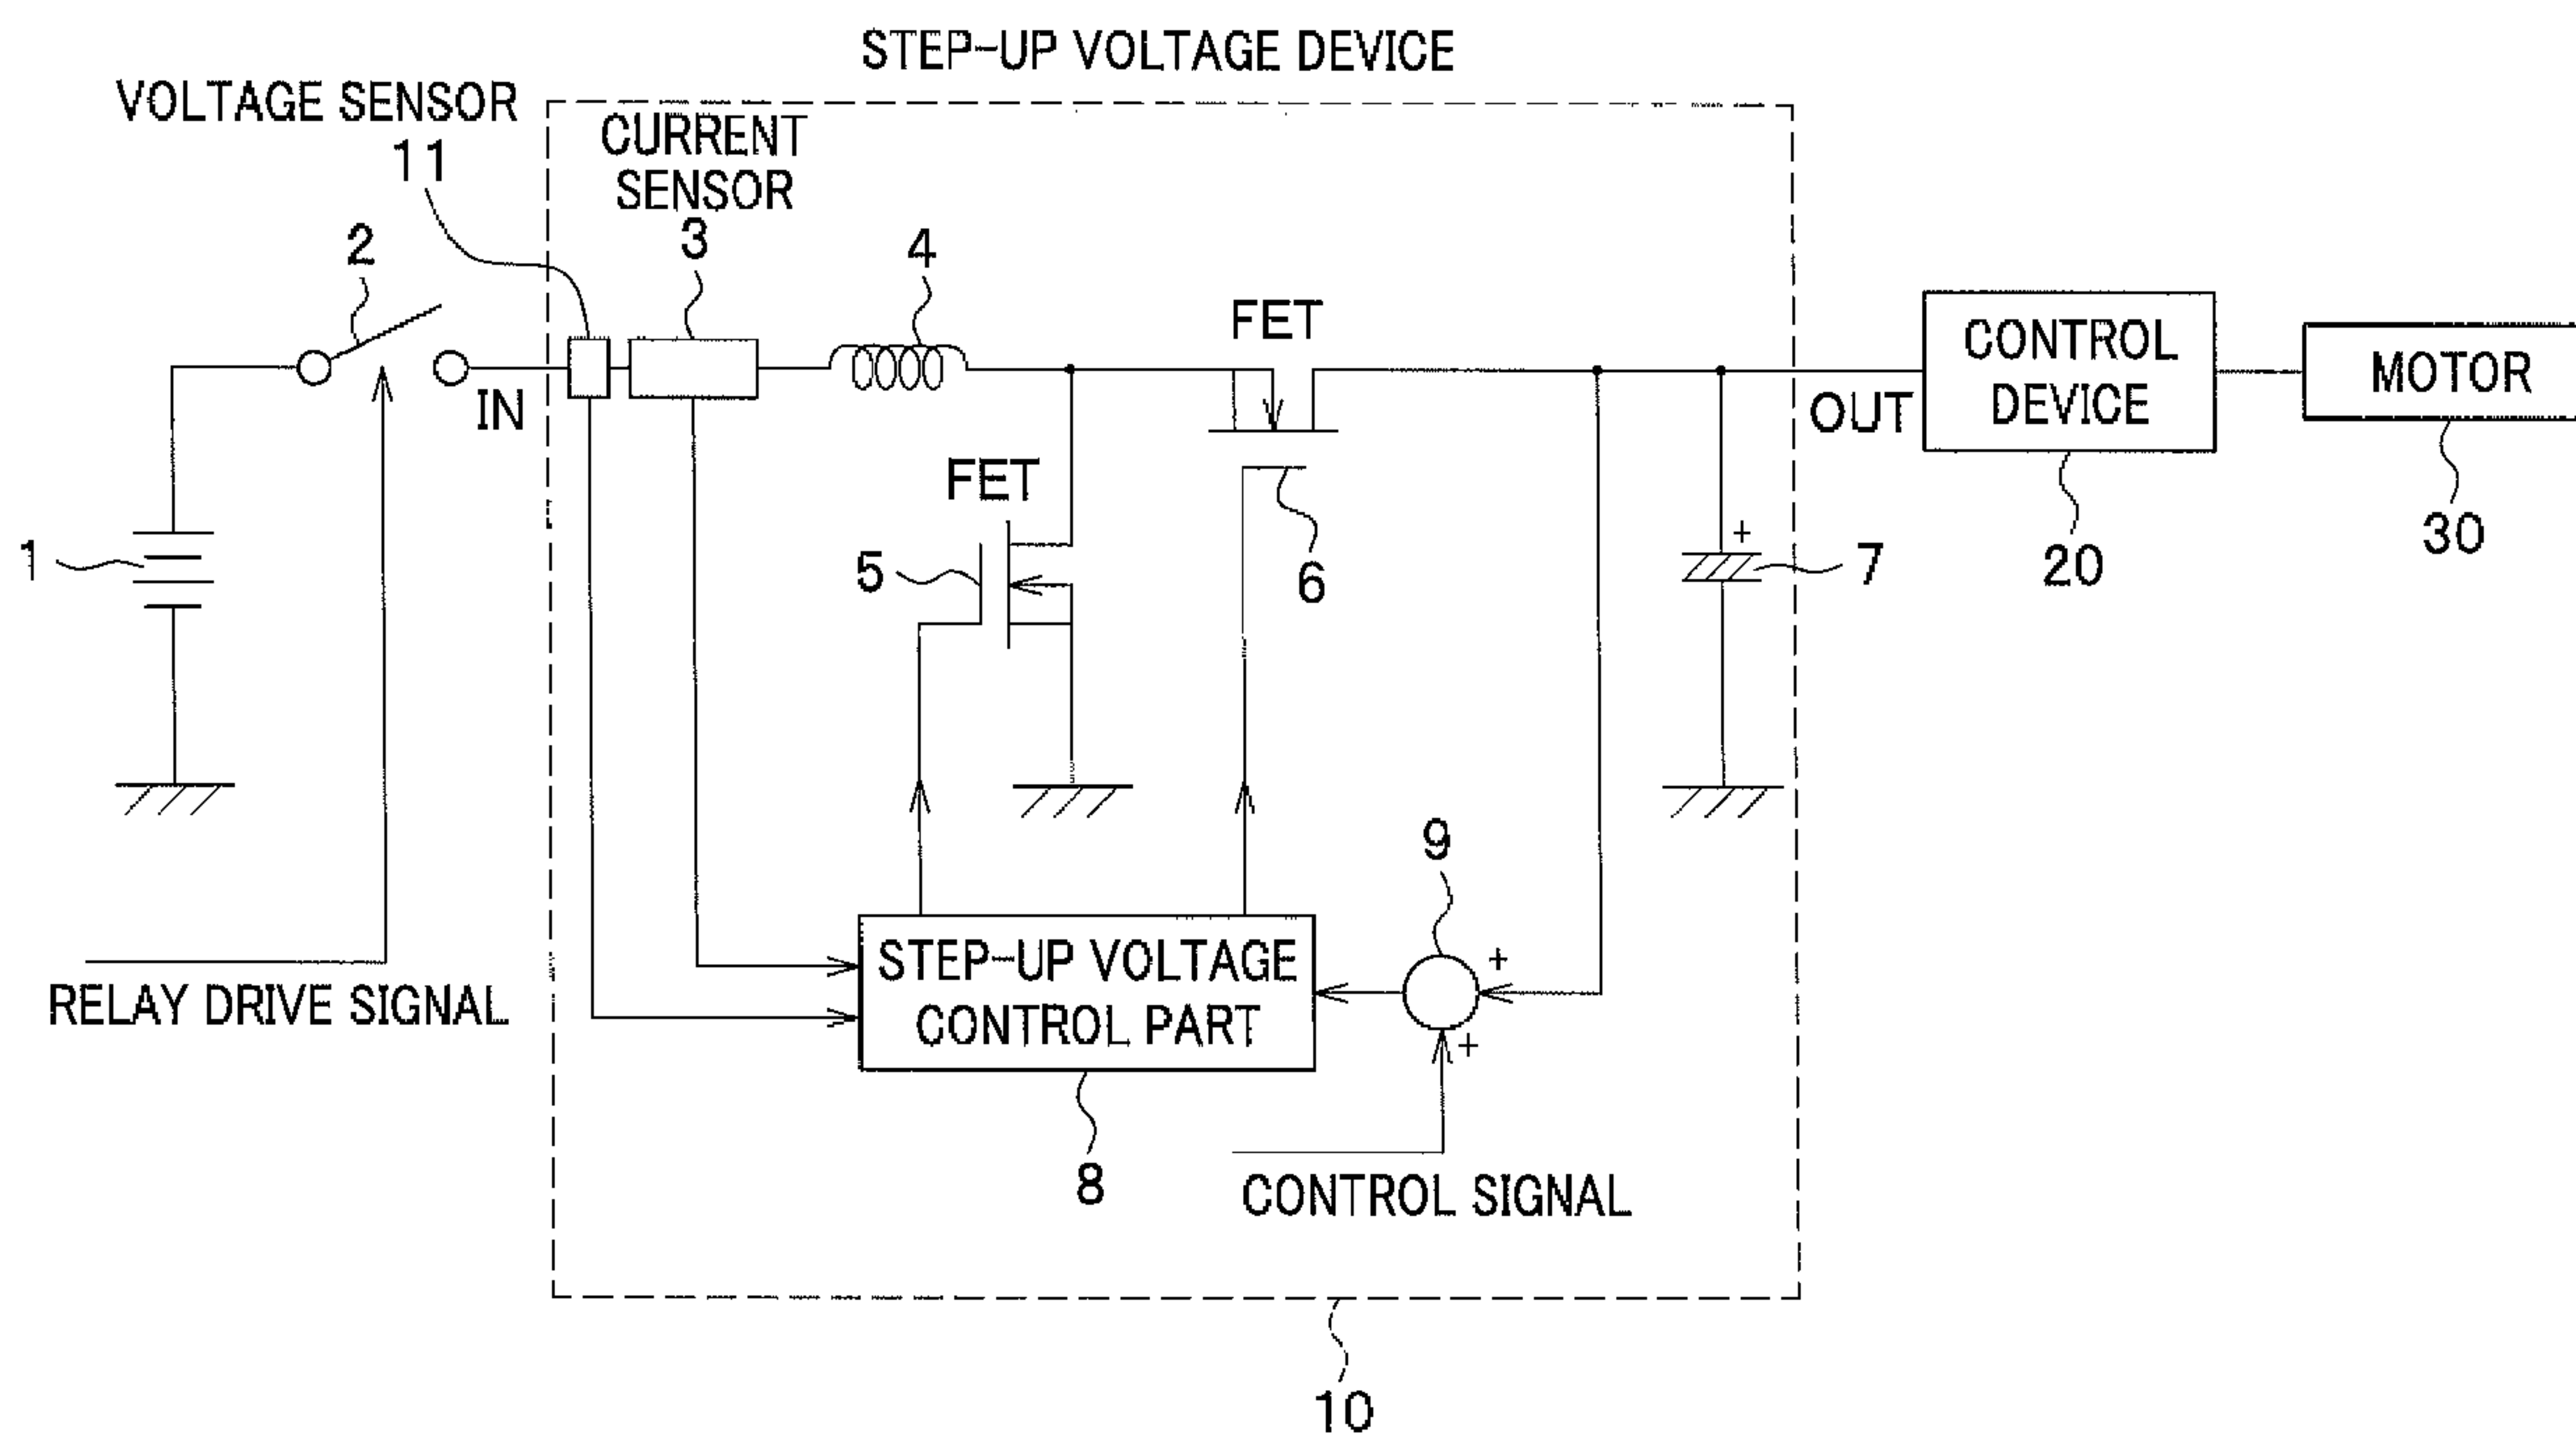 STEP-UP VOLTAGE DEVICE
VOLTAGE SENSOR
11
CURRENT
SENSOR
3
2
4
FET
IN
OUT
CONTROL
DEVICE
MOTOR
FET
1
5
6
+
7
20
30
9
+
STEP-UP VOLTAGE
CONTROL PART
+
RELAY DRIVE SIGNAL
8
CONTROL SIGNAL
10